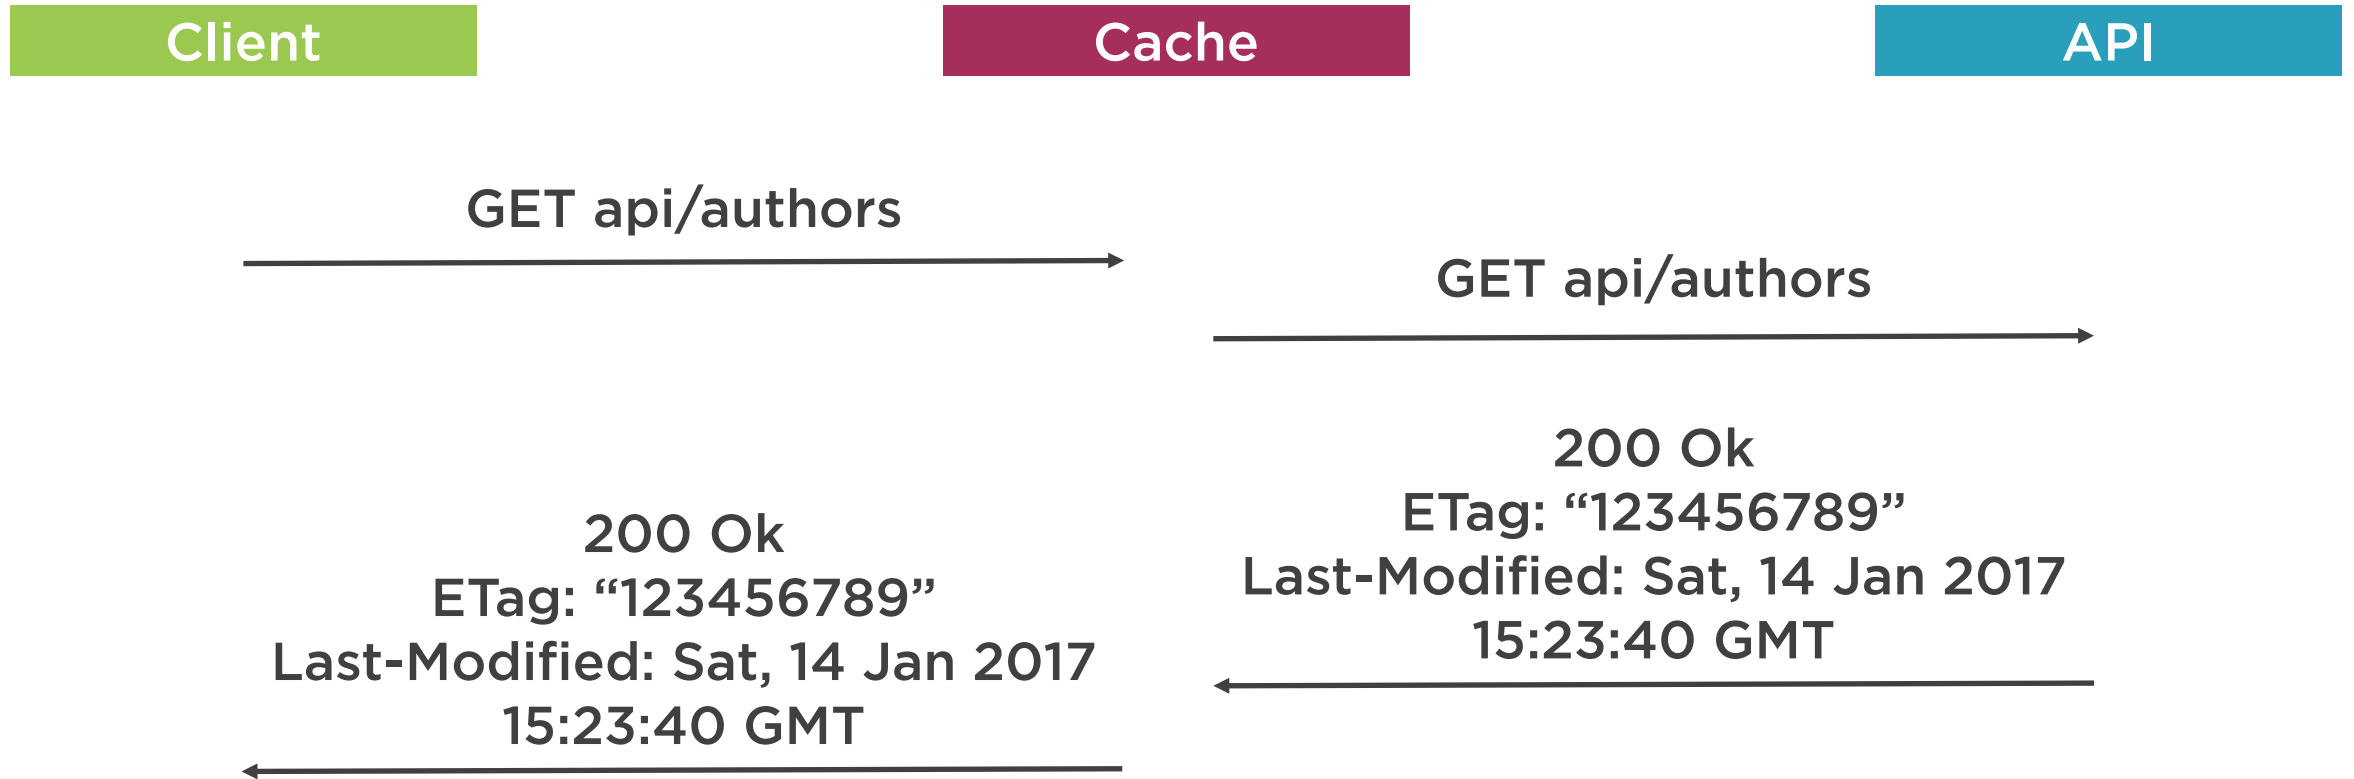 Client
Cache
API
GET api/authors
GET api/authors
200 Ok
ETag: “123456789”
Last-Modified: Sat, 14 Jan 2017
15:23:40 GMT
200 Ok
ETag: “123456789”
Last-Modified: Sat, 14 Jan 2017
15:23:40 GMT